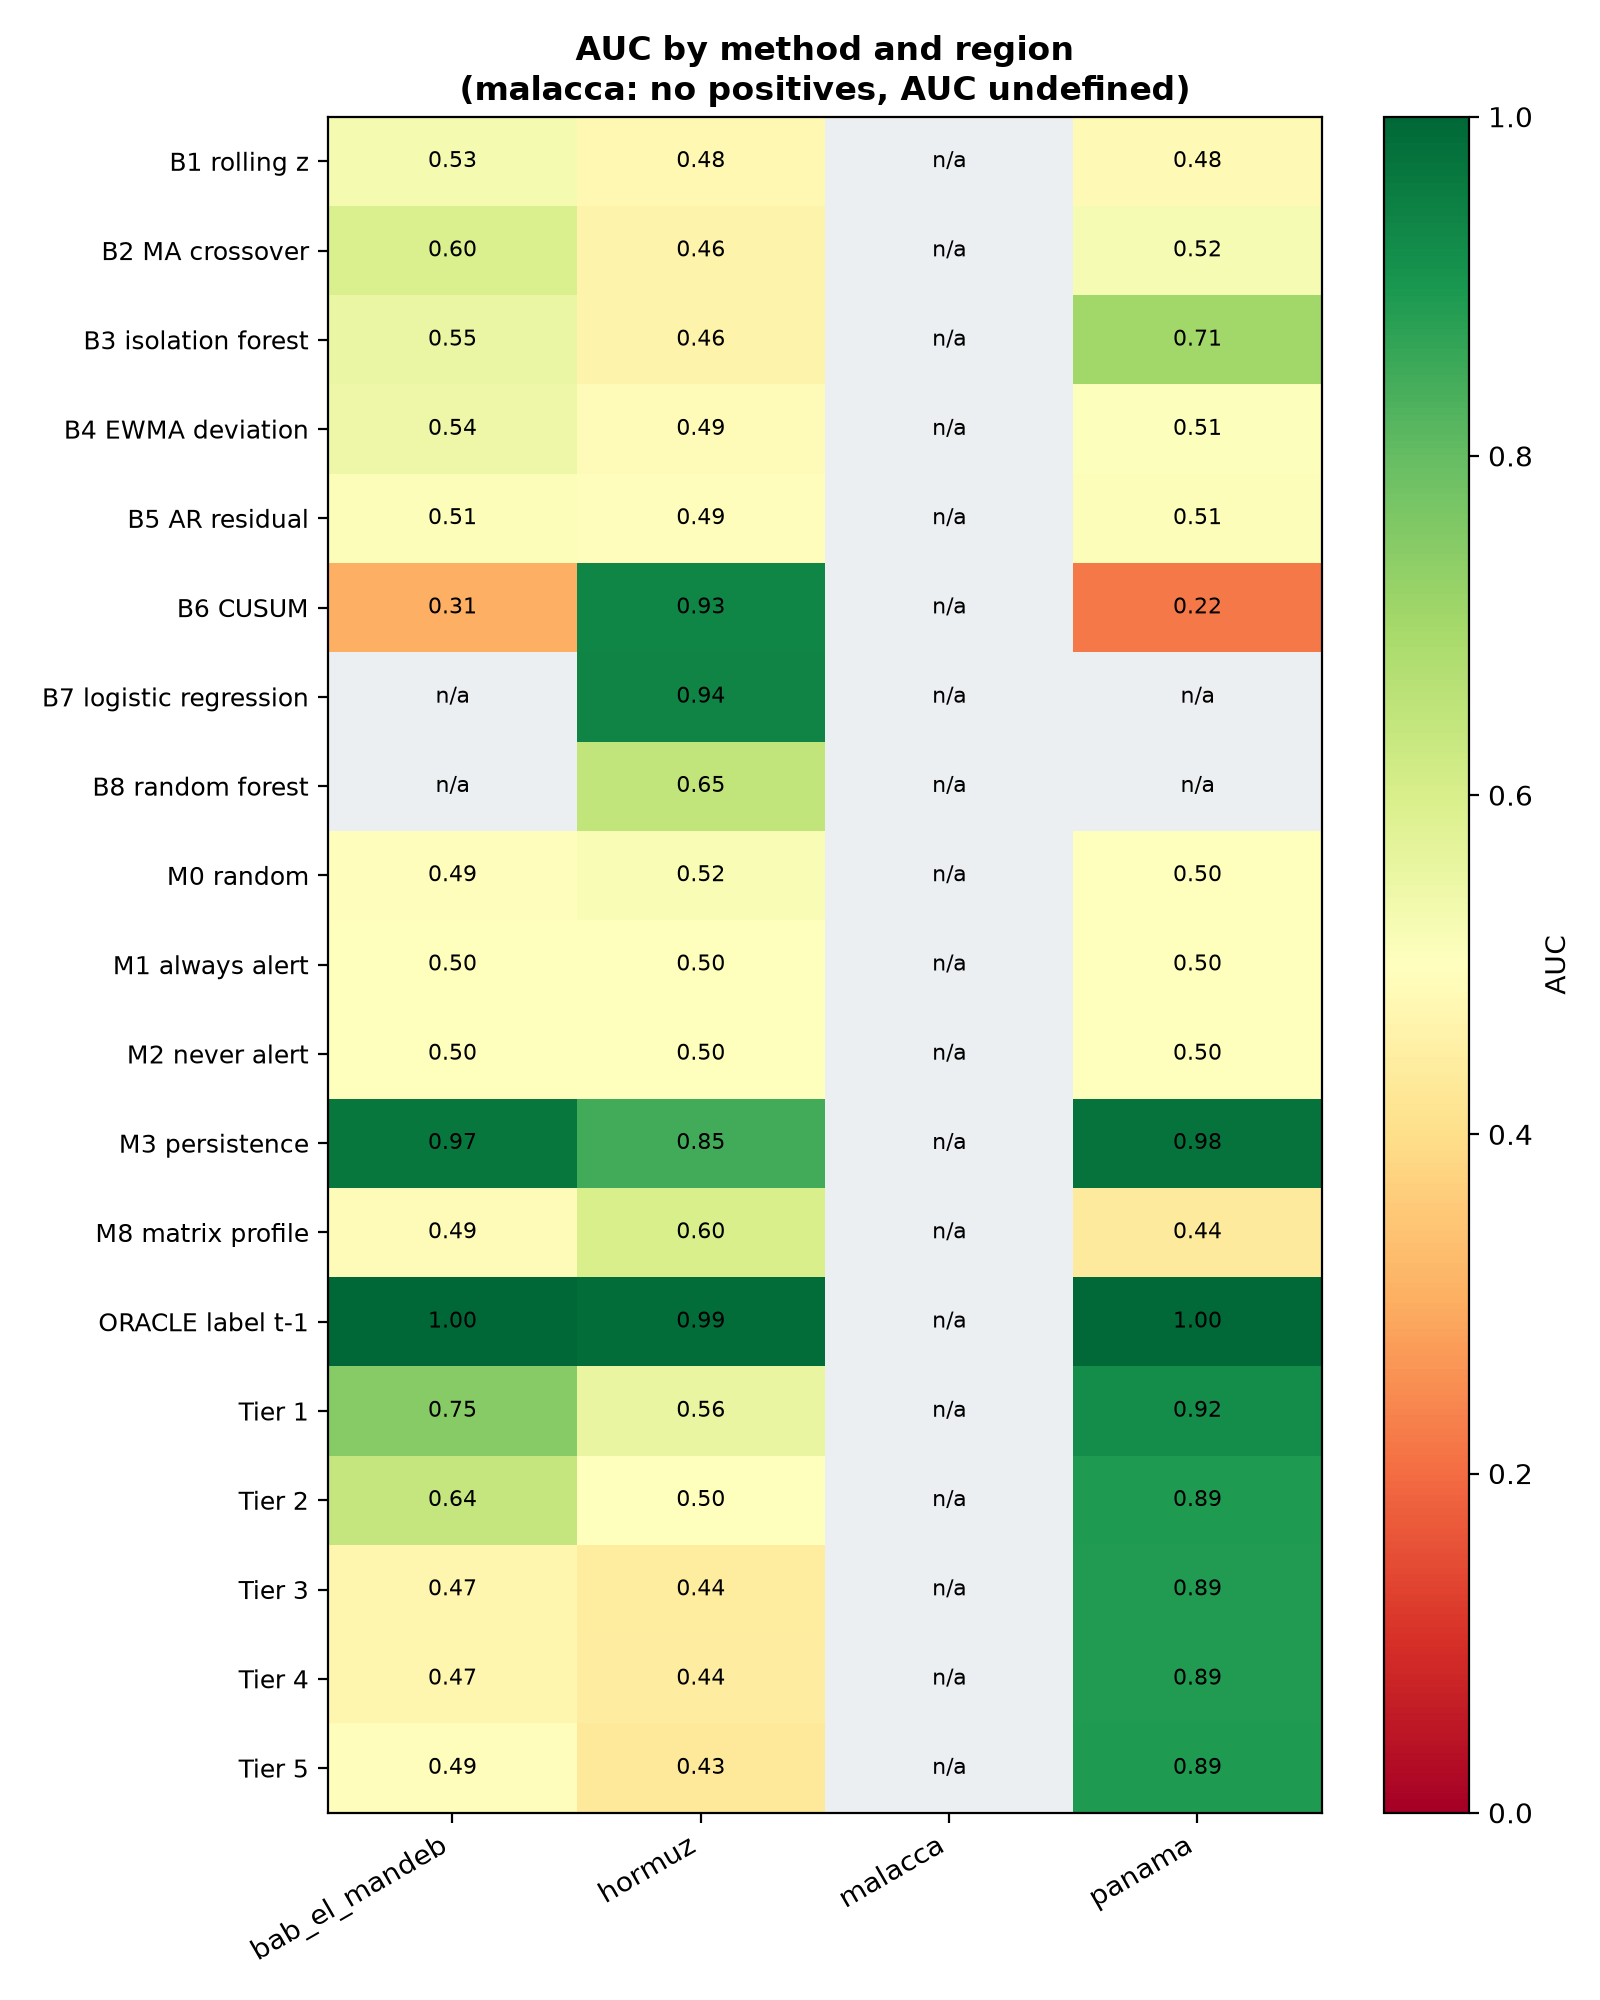 AUC by method and region
(malacca: no positives, AUC undefined)
B1 rolling z 0.53 0.48 n/a 0.48
B2 MA crossover 0.60 0.46 n/a 0.52
B3 isolation forest 0.55 0.46 n/a 0.71
B4 EWMA deviation 0.54 0.49 n/a 0.51
B5 AR residual 0.51 0.49 n/a 0.51
B6 CUSUM 0.31 0.93 n/a 0.22
B7 logistic regression n/a 0.94 n/a n/a
B8 random forest n/a 0.65 n/a n/a
M0 random 0.49 0.52 n/a 0.50
M1 always alert 0.50 0.50 n/a 0.50
M2 never alert 0.50 0.50 n/a 0.50
M3 persistence 0.97 0.85 n/a 0.98
M8 matrix profile 0.49 0.60 n/a 0.44
ORACLE label t-1 1.00 0.99 n/a 1.00
Tier 1 0.75 0.56 n/a 0.92
Tier 2 0.64 0.50 n/a 0.89
Tier 3 0.47 0.44 n/a 0.89
Tier 4 0.47 0.44 n/a 0.89
Tier 5 0.49 0.43 n/a 0.89
bab_el_mandeb hormuz malacca panama
1.0
0.8
0.6
0.4
0.2
0.0
AUC